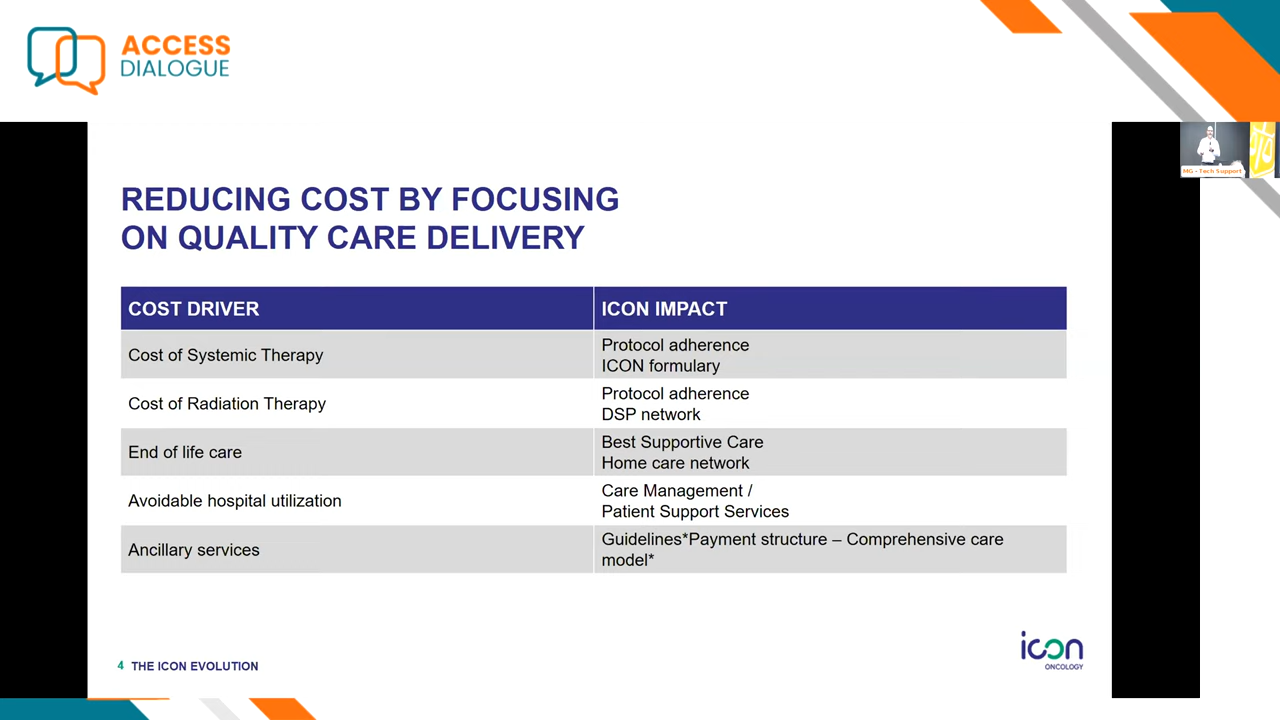 ACCESS
DIALOGUE
MG - Tech Support
REDUCING COST BY FOCUSING
ON QUALITY CARE DELIVERY
COST DRIVER
ICON IMPACT
Cost of Systemic Therapy
Protocol adherence
ICON formulary
Cost of Radiation Therapy
Protocol adherence
DSP network
End of life care
Best Supportive Care
Home care network
Avoidable hospital utilization
Care Management /
Patient Support Services
Ancillary services
Guidelines*Payment structure – Comprehensive care
model*
4 THE ICON EVOLUTION
icon
ONCOLOGY